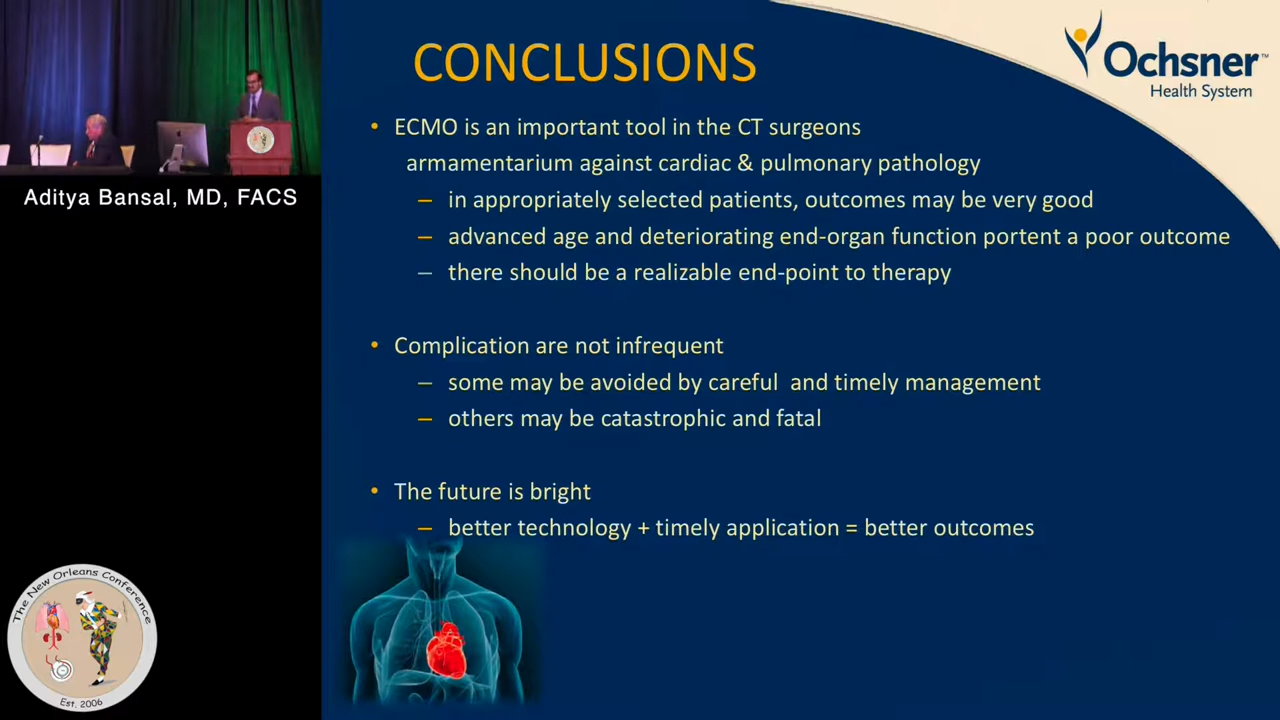 CONCLUSIONS
Ochsner™
Health System
• ECMO is an important tool in the CT surgeons
armamentarium against cardiac & pulmonary pathology
– in appropriately selected patients, outcomes may be very good
– advanced age and deteriorating end-organ function portent a poor outcome
– there should be a realizable end-point to therapy
• Complication are not infrequent
– some may be avoided by careful and timely management
– others may be catastrophic and fatal
• The future is bright
– better technology + timely application = better outcomes
Aditya Bansal, MD, FACS
The New Orleans Conference
Est. 2006